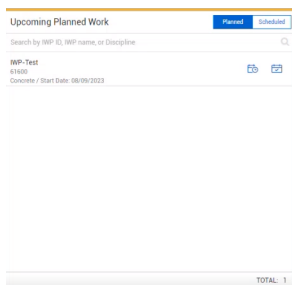 Upcoming Planned Work
Planned Scheduled
Search by IWP ID, IWP name, or Discipline
IWP-Test
61600
Concrete / Start Date: 09/09/2023
TOTAL: 1